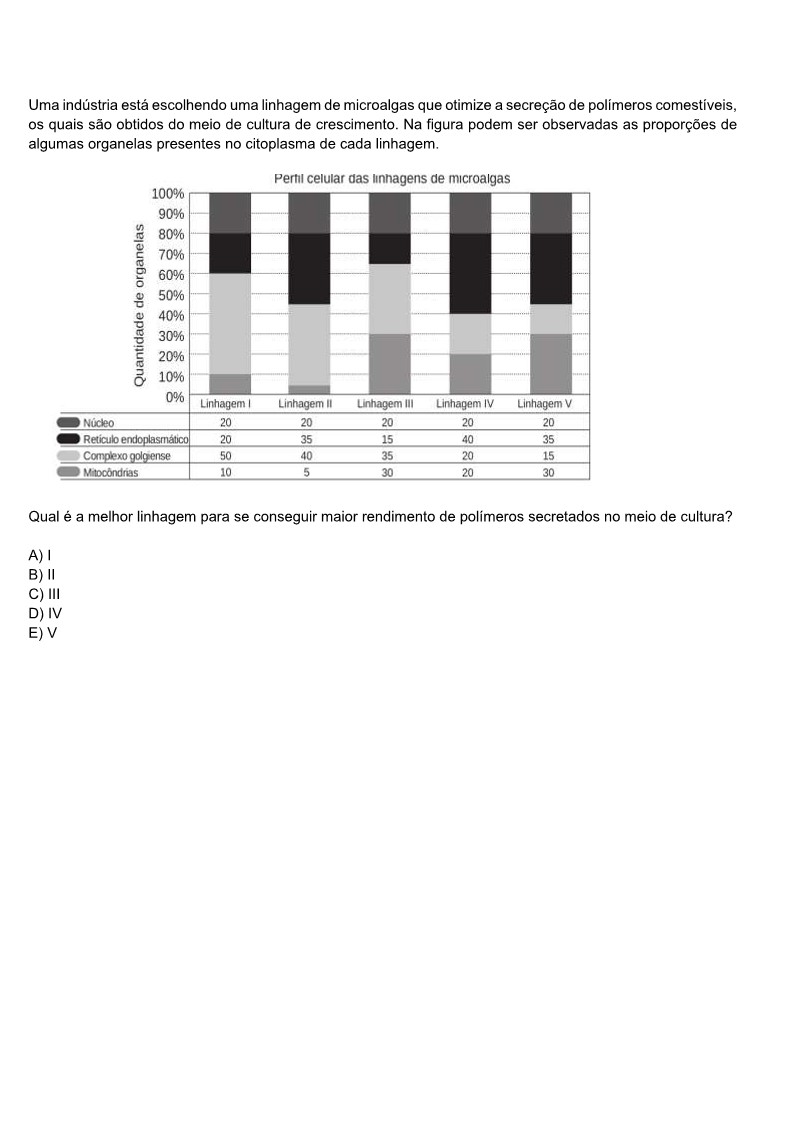 Uma indústria está escolhendo uma linhagem de microalgas que otimize a secreção de polímeros comestíveis,
os quais são obtidos do meio de cultura de crescimento. Na figura podem ser observadas as proporções de
algumas organelas presentes no citoplasma de cada linhagem.
Perfil celular das linhagens de microalgas
Quantidade de organelas
100%
90%
80%
70%
60%
50%
40%
30%
20%
10%
0%
Linhagem I Linhagem II Linhagem III Linhagem IV Linhagem V
Núcleo 20 20 20 20 20
Retículo endoplasmático 20 35 15 40 35
Complexo golgiense 50 40 35 20 15
Mitocôndrias 10 5 30 20 30
Qual é a melhor linhagem para se conseguir maior rendimento de polímeros secretados no meio de cultura?
A) I
B) II
C) III
D) IV
E) V